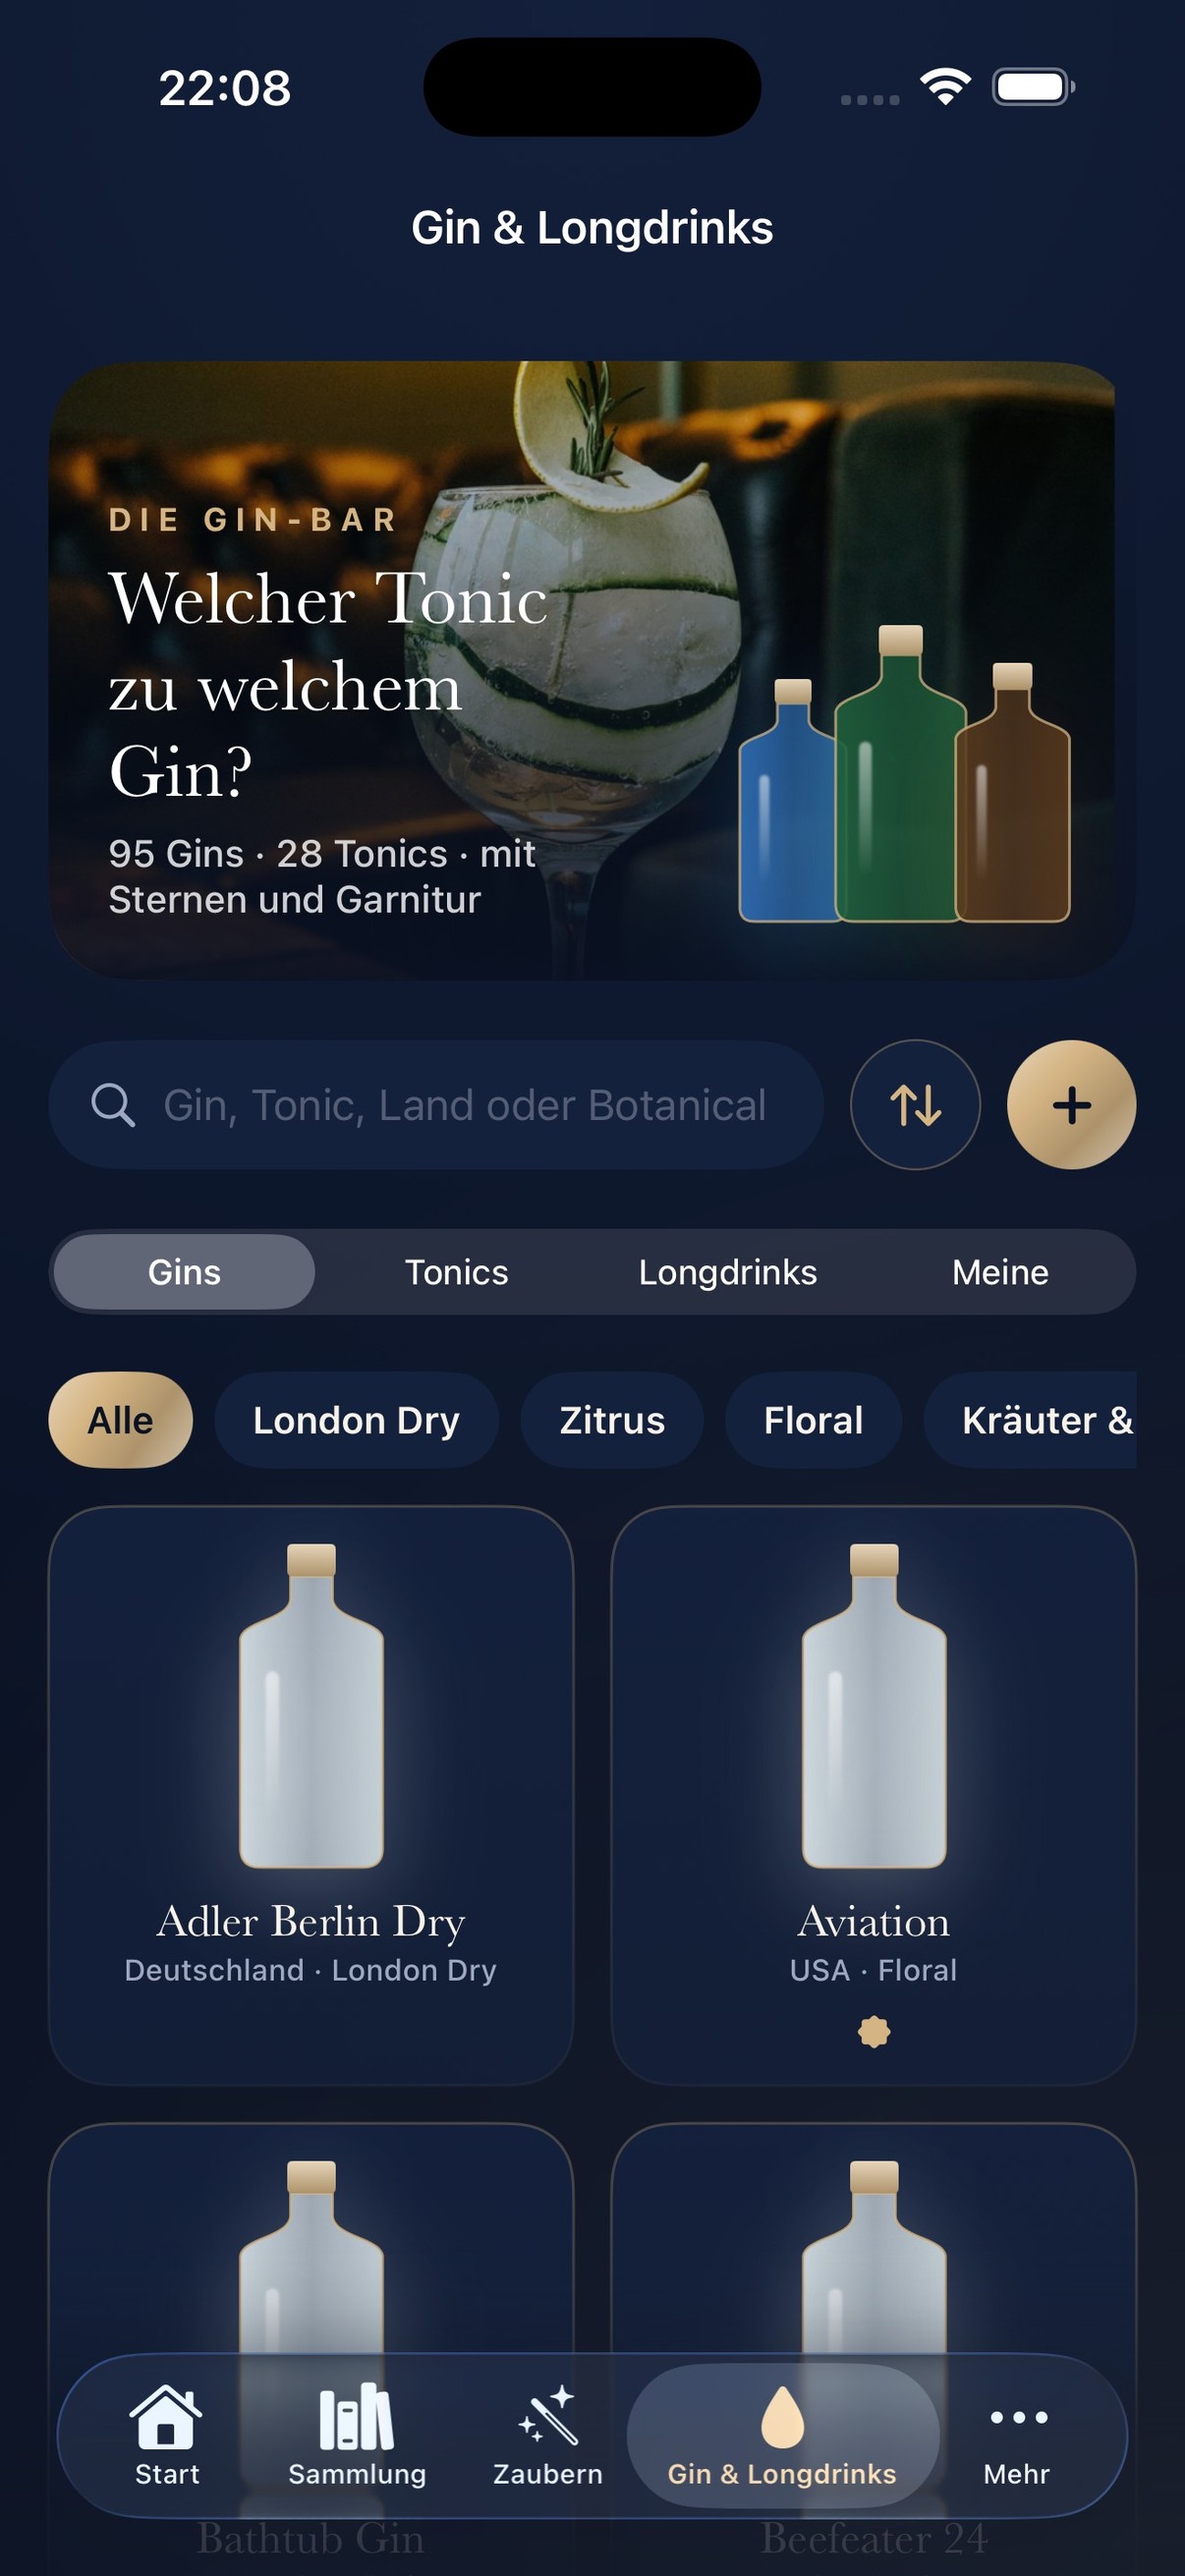 22:08
Gin & Longdrinks
DIE GIN-BAR
Welcher Tonic
zu welchem
Gin?
95 Gins · 28 Tonics · mit
Sternen und Garnitur
Gin, Tonic, Land oder Botanical
Gins Tonics Longdrinks Meine
Alle London Dry Zitrus Floral Kräuter &
Adler Berlin Dry
Deutschland · London Dry
Aviation
USA · Floral
Start Sammlung Zaubern Gin & Longdrinks Mehr
Bathtub Gin
Beefeater 24